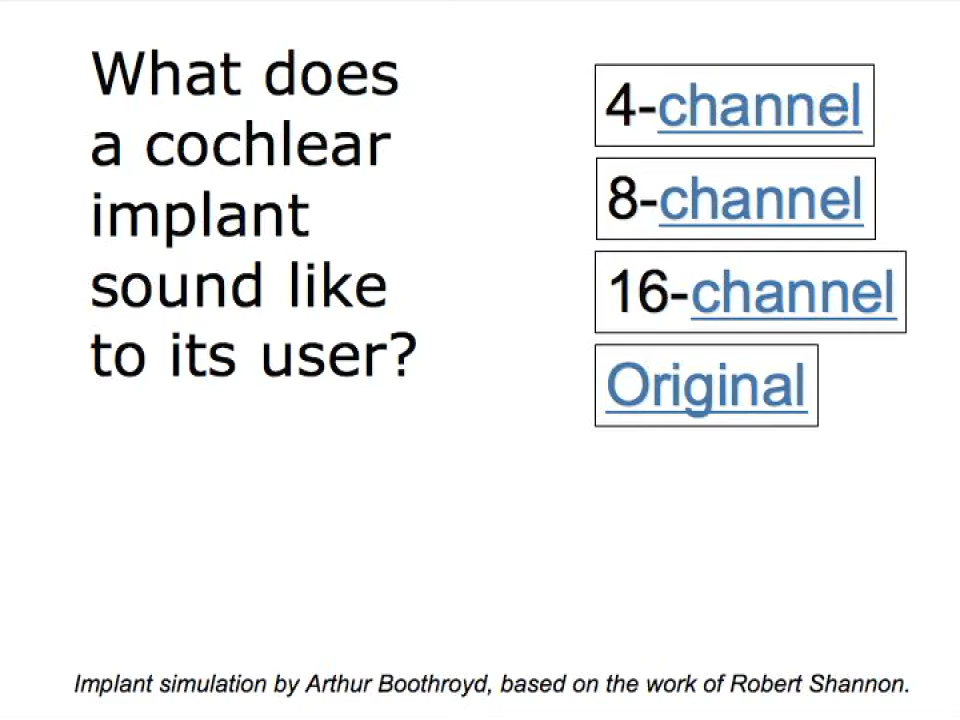 What does
a cochlear
implant
sound like
to its user?
4-channel
8-channel
16-channel
Original
Implant simulation by Arthur Boothroyd, based on the work of Robert Shannon.